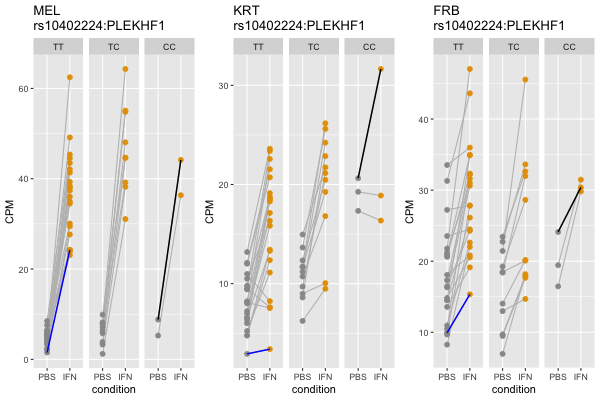 MEL
rs10402224:PLEKHF1
TT TC CC
CPM
60
40
20
0
PBS IFN PBS IFN PBS IFN
condition
KRT
rs10402224:PLEKHF1
TT TC CC
CPM
30
20
10
PBS IFN PBS IFN PBS IFN
condition
FRB
rs10402224:PLEKHF1
TT TC CC
CPM
40
30
20
10
PBS IFN PBS IFN PBS IFN
condition